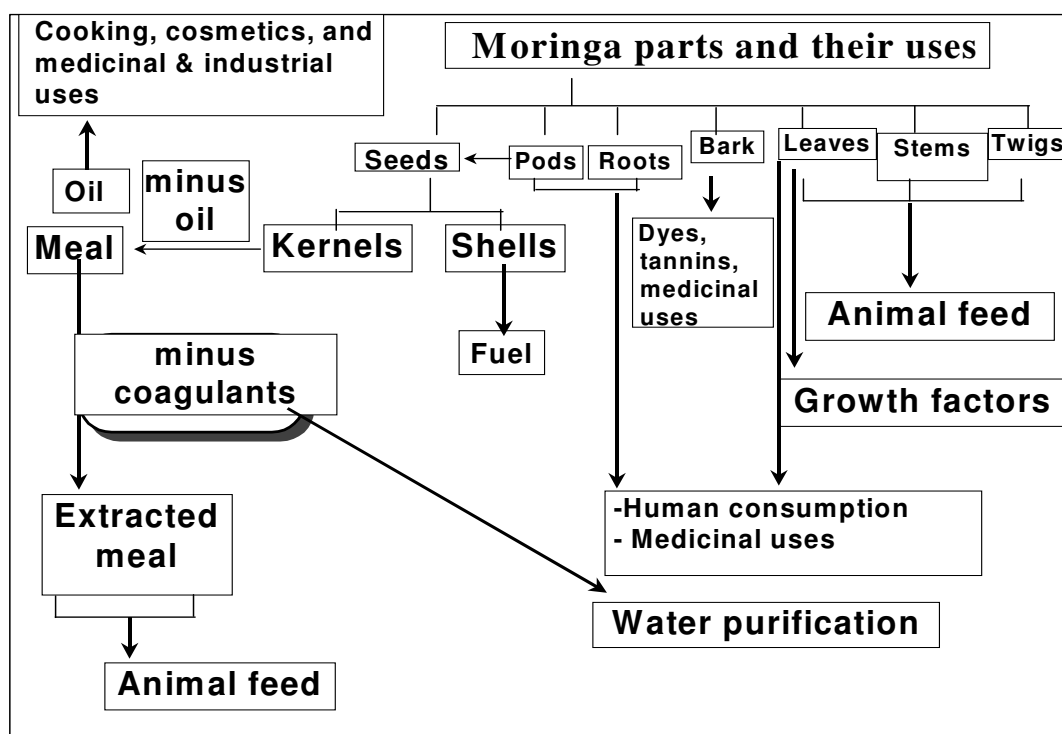 Cooking, cosmetics, and
medicinal & industrial
uses
Moringa parts and their uses
Seeds
Pods
Roots
Bark
Leaves
Stems
Twigs
Oil
minus
oil
Meal
Kernels
Shells
Dyes,
tannins,
medicinal
uses
Animal feed
Fuel
minus
coagulants
Growth factors
Extracted
meal
-Human consumption
- Medicinal uses
Water purification
Animal feed